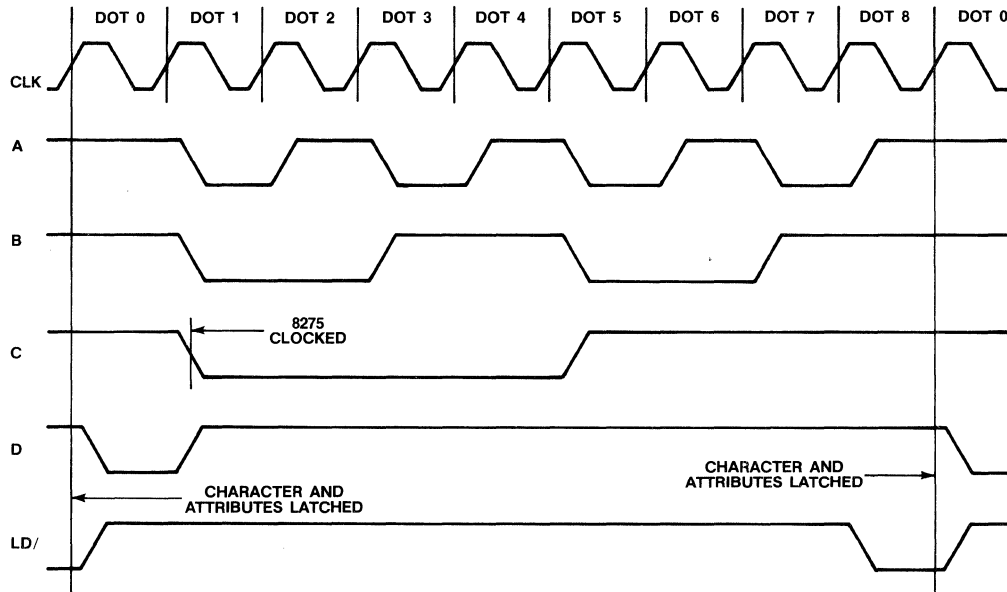 DOT 0 DOT 1 DOT 2 DOT 3 DOT 4 DOT 5 DOT 6 DOT 7 DOT 8 DOT 0
CLK
A
B
8275
CLOCKED
C
D
CHARACTER AND
ATTRIBUTES LATCHED
CHARACTER AND
ATTRIBUTES LATCHED
LD/